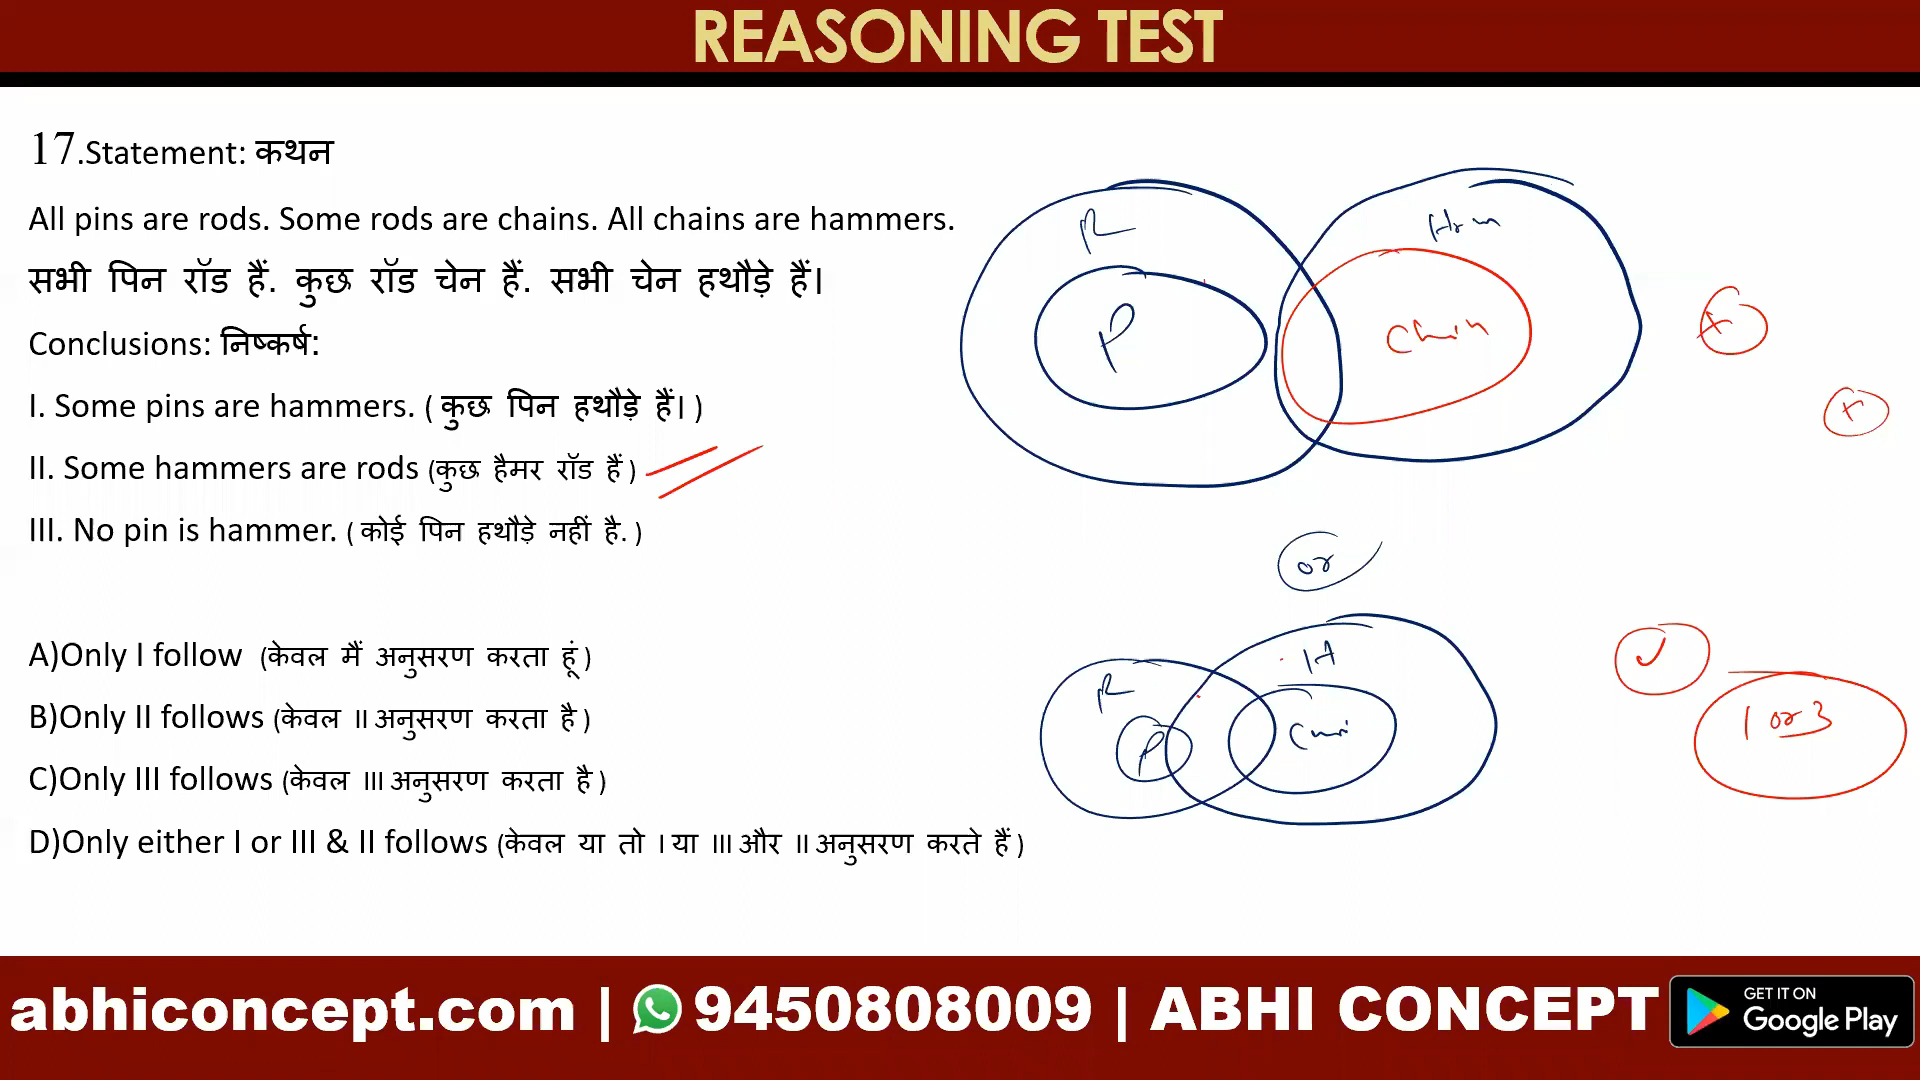 REASONING TEST
17.Statement: कथन
All pins are rods. Some rods are chains. All chains are hammers.
सभी पिन रॉड हैं. कुछ रॉड चेन हैं. सभी चेन हथौड़े हैं।
Conclusions: निष्कर्ष:
I. Some pins are hammers. ( कुछ पिन हथौड़े हैं। )
II. Some hammers are rods (कुछ हैमर रॉड हैं )
III. No pin is hammer. ( कोई पिन हथौड़े नहीं है. )
A)Only I follow (केवल मैं अनुसरण करता हूं )
B)Only II follows (केवल II अनुसरण करता है )
C)Only III follows (केवल III अनुसरण करता है )
D)Only either I or III & II follows (केवल या तो I या III और II अनुसरण करते हैं )
R
P
Chain
or
R
P
H
1 or 3
abhiconcept.com | 9450808009 | ABHI CONCEPT
GET IT ON
Google Play